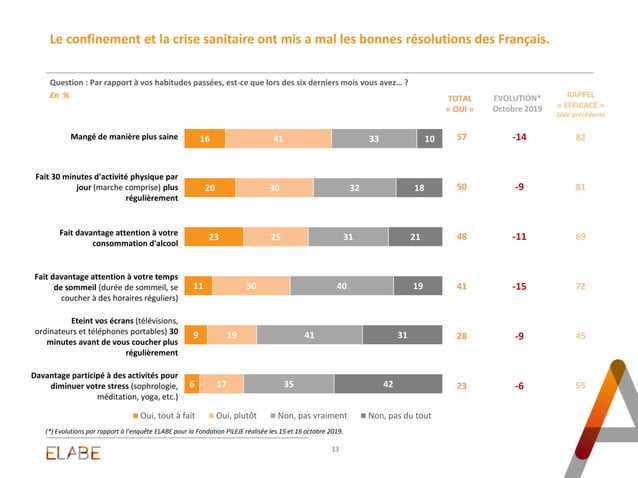 Le confinement et la crise sanitaire ont mis a mal les bonnes résolutions des Français.
Question : Par rapport à vos habitudes passées, est-ce que lors des six derniers mois vous avez… ?
En %
TOTAL
« OUI »
EVOLUTION*
Octobre 2019
RAPPEL
« EFFICACE »
Slide précédente
Mangé de manière plus saine
16 41 33 10 57 -14 82
Fait 30 minutes d'activité physique par
jour (marche comprise) plus
régulièrement
20 30 32 18 50 -9 81
Fait davantage attention à votre
consommation d'alcool
23 25 31 21 48 -11 69
Fait davantage attention à votre temps
de sommeil (durée de sommeil, se
coucher à des horaires réguliers)
11 30 40 19 41 -15 72
Eteint vos écrans (télévisions,
ordinateurs et téléphones portables) 30
minutes avant de vous coucher plus
régulièrement
9 19 41 31 28 -9 45
Davantage participé à des activités pour
diminuer votre stress (sophrologie,
méditation, yoga, etc.)
6 17 35 42 23 -6 55
Oui, tout à fait Oui, plutôt Non, pas vraiment Non, pas du tout
(*) Evolutions par rapport à l'enquête ELABE pour la Fondation PILEJE réalisée les 15 et 16 octobre 2019.
ELABE
13